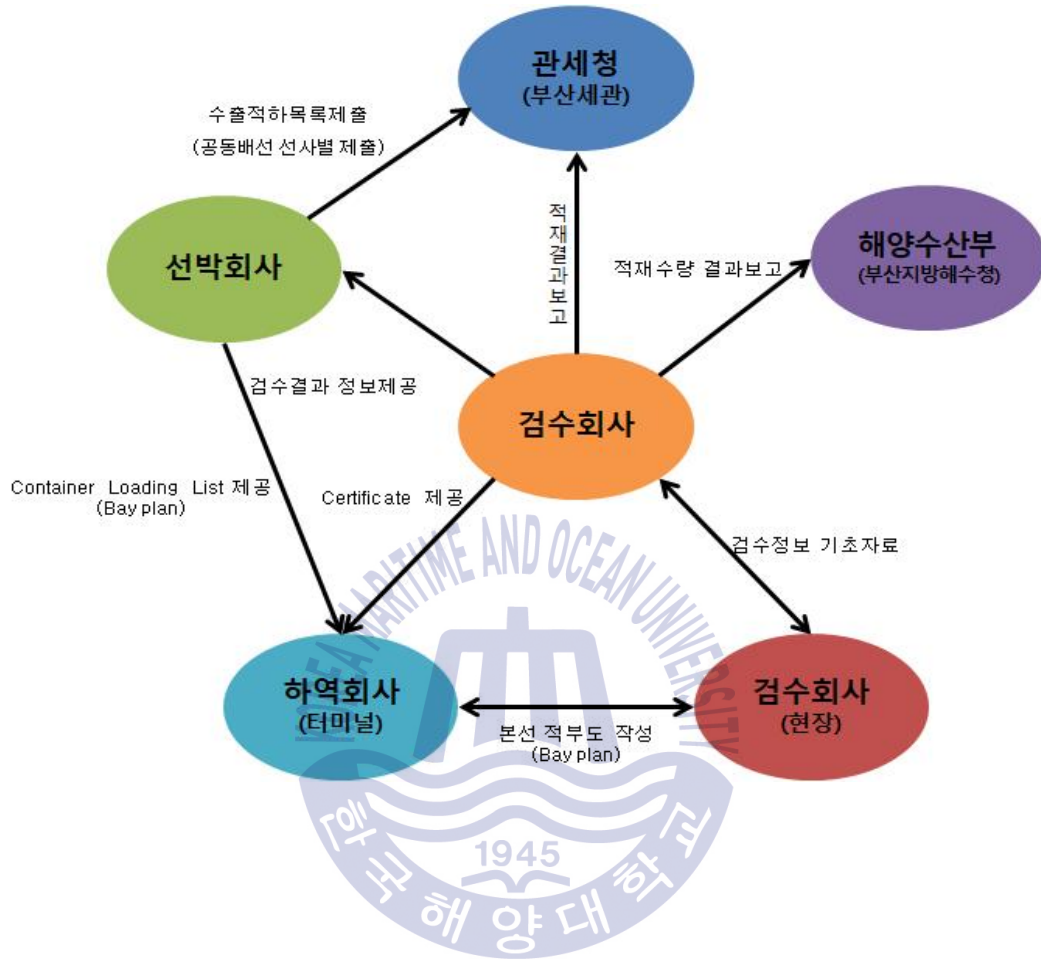 관세청
(부산세관)
수출적하목록제출
(공동배선 선사별 제출)
적재결과보고
선박회사
해양수산부
(부산지방해수청)
적재수량 결과보고
검수결과 정보제공
검수회사
Container Loading List 제공
(Bay plan)
Certificate 제공
검수정보 기초자료
KOREA MARITIME AND OCEAN UNIVERSITY
하역회사
(터미널)
검수회사
(현장)
본선 적부도 작성
(Bay plan)
1945
한국해양대학교